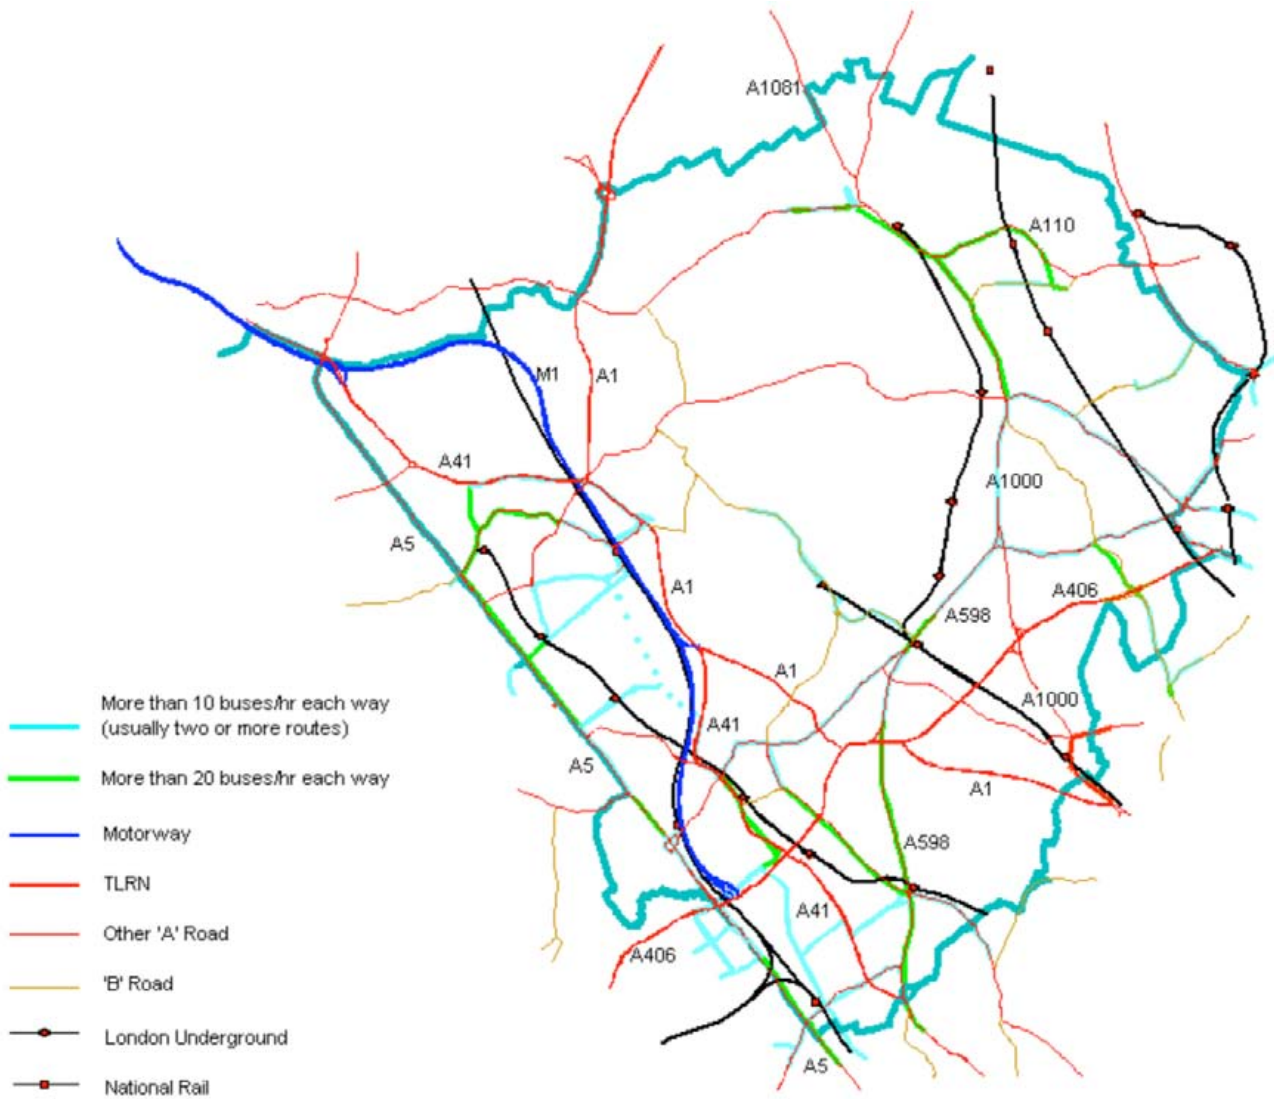 A1081
A110
M1
A1
A41
A1000
A5
A1
A406
A598
A1
A1000
A41
A5
A1
A598
A41
A406
A5
More than 10 buses/hr each way
(usually two or more routes)
More than 20 buses/hr each way
Motorway
TLRN
Other 'A' Road
'B' Road
London Underground
National Rail